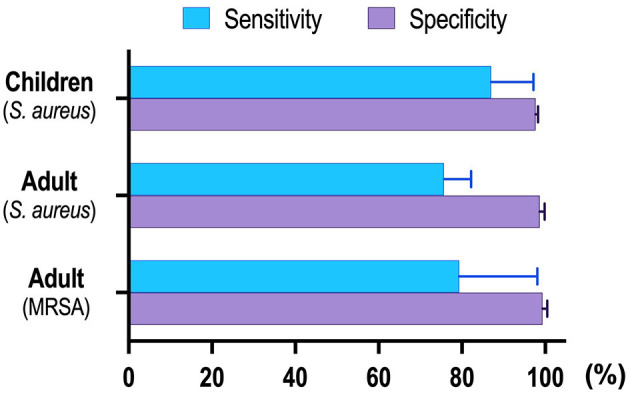 Sensitivity Specificity
Children
(S. aureus)
Adult
(S. aureus)
Adult
(MRSA)
0 20 40 60 80 100 (%)